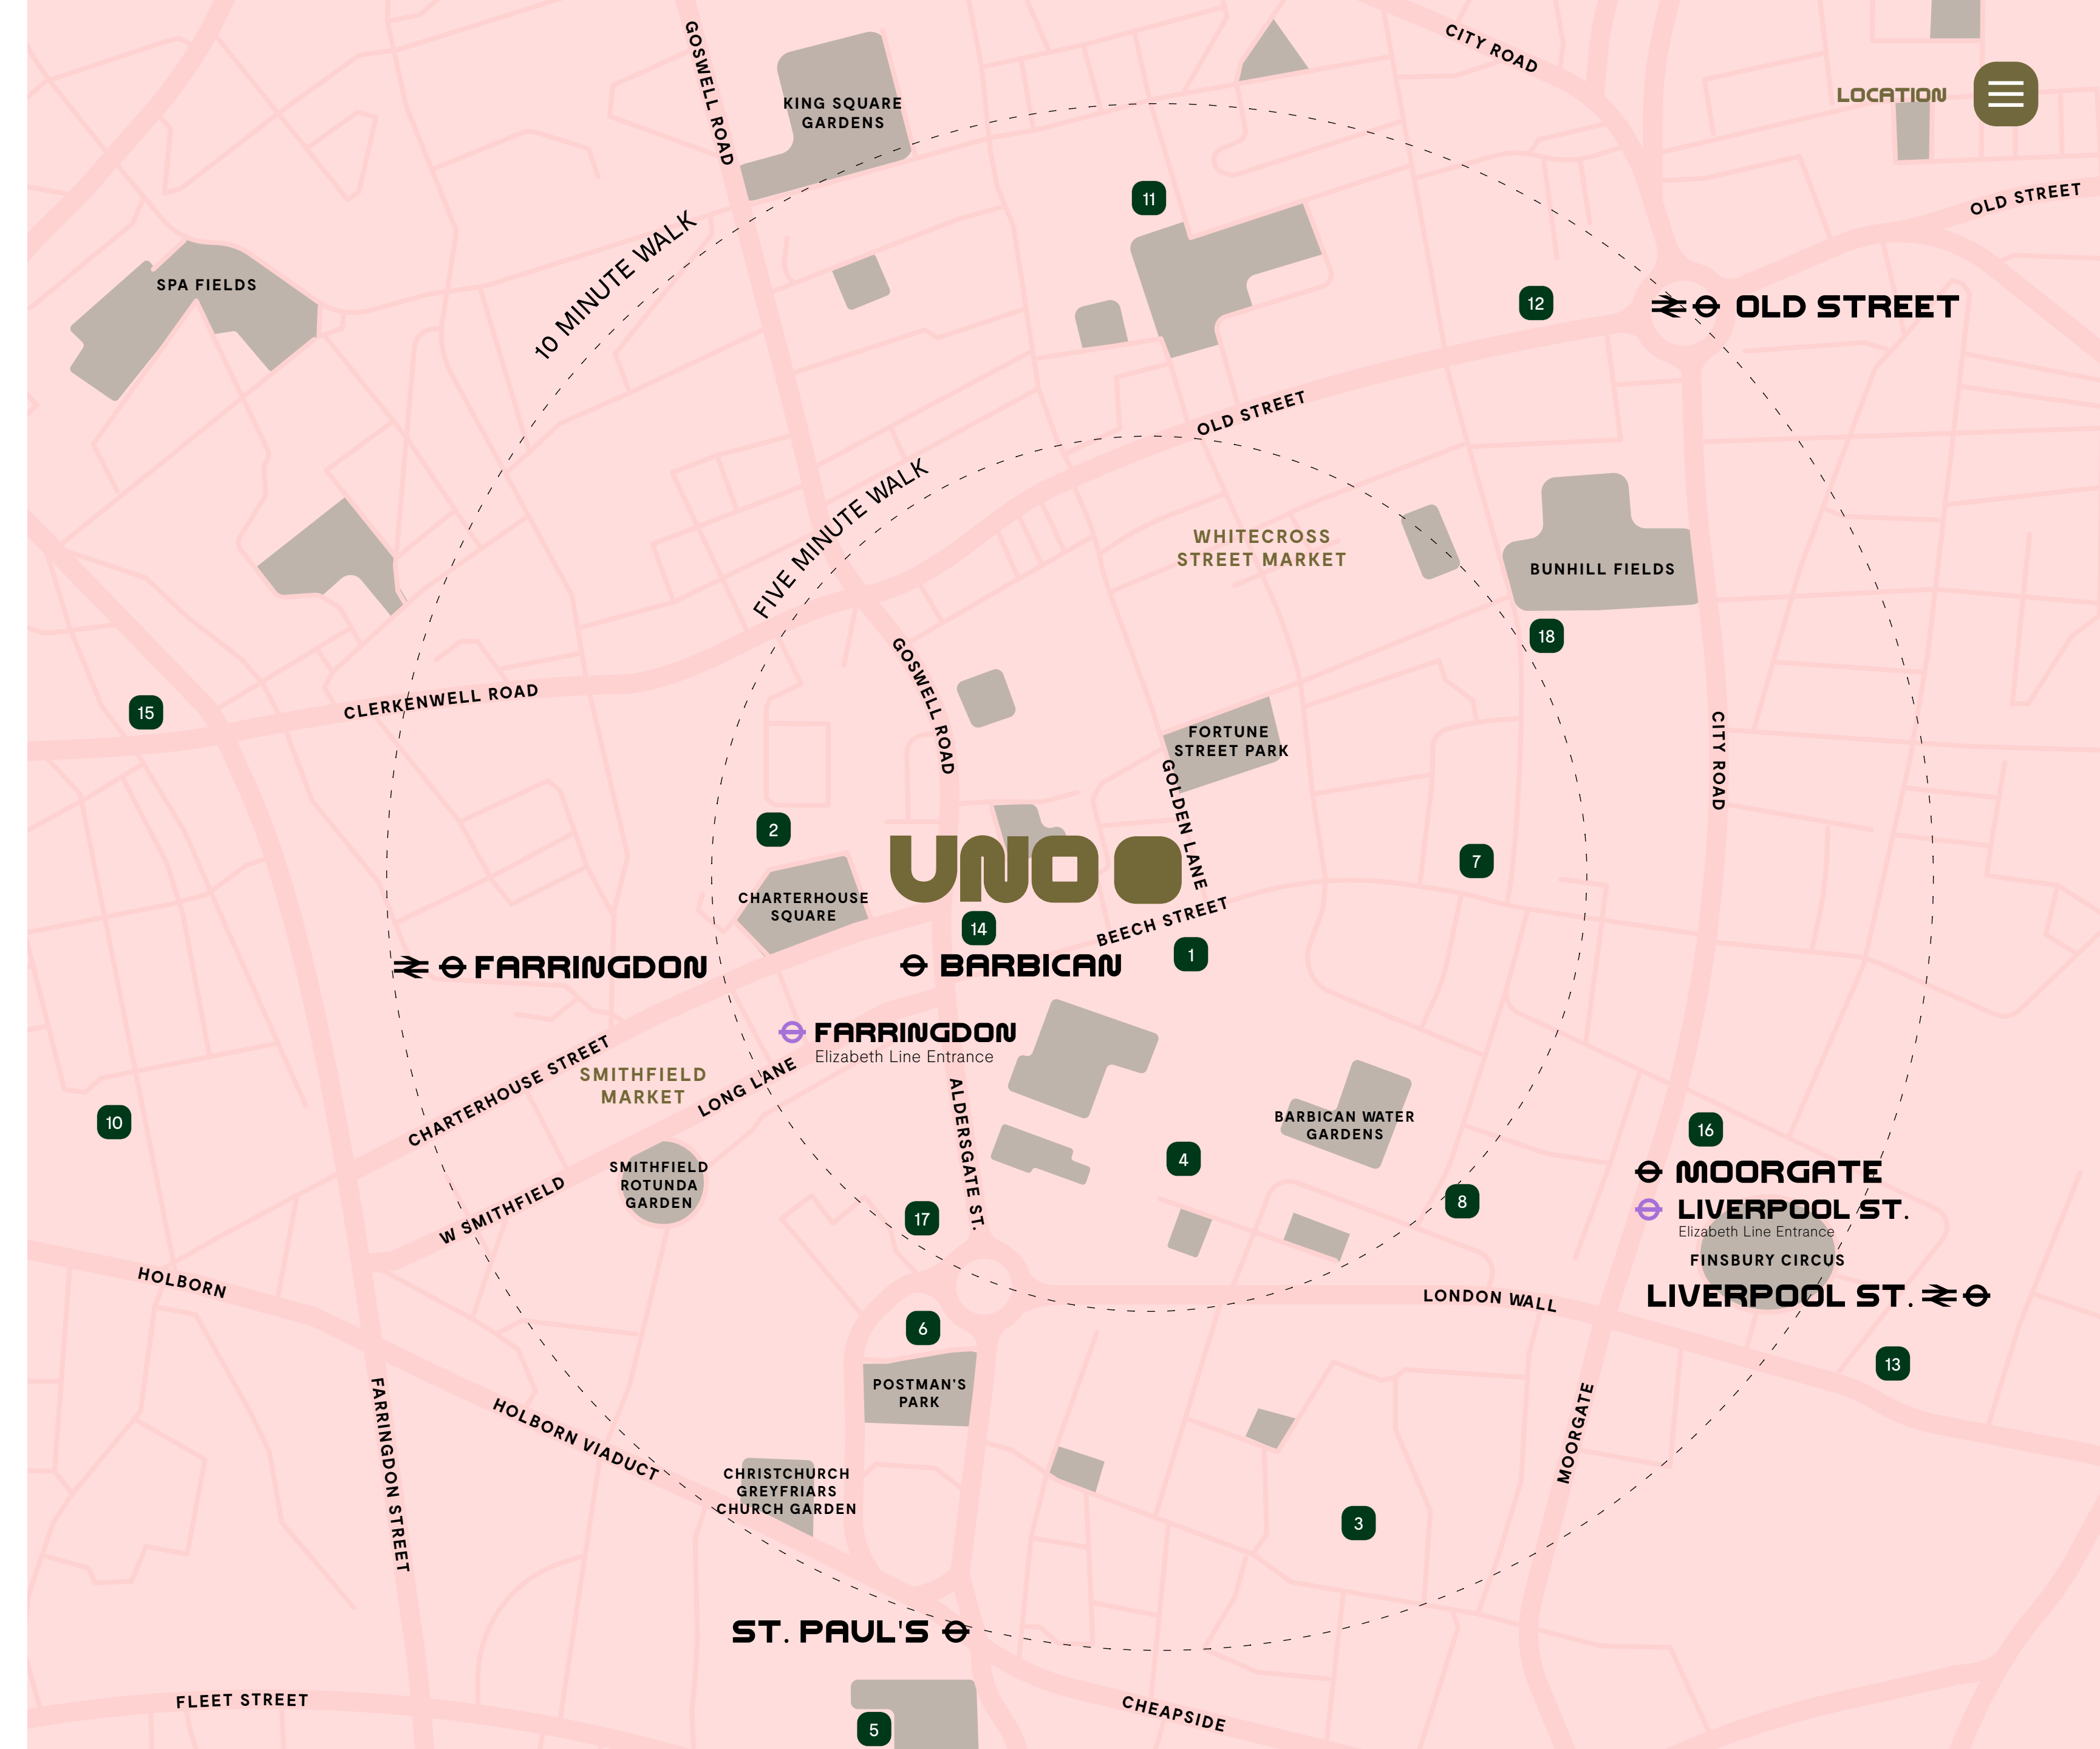 GOSWELL ROAD
CITY ROAD
KING SQUARE
GARDENS
LOCATION
11
OLD STREET
10 MINUTE WALK
SPA FIELDS
12
OLD STREET
OLD STREET
FIVE MINUTE WALK
WHITECROSS
STREET MARKET
BUNHILL FIELDS
18
GOSWELL ROAD
CLERKENWELL ROAD
15
FORTUNE
STREET PARK
CITY ROAD
GOLDEN LANE
2
UNO
7
CHARTERHOUSE
SQUARE
14
BEECH STREET
1
FARRINGDON
BARBICAN
FARRINGDON
Elizabeth Line Entrance
CHARTERHOUSE STREET
SMITHFIELD
MARKET
LONG LANE
ALDERSGATE ST.
10
BARBICAN WATER
GARDENS
16
4
SMITHFIELD
ROTUNDA
GARDEN
MOORGATE
W SMITHFIELD
17
8
LIVERPOOL ST.
Elizabeth Line Entrance
FINSBURY CIRCUS
HOLBORN
LONDON WALL
LIVERPOOL ST.
6
13
POSTMAN'S
PARK
FARRINGDON STREET
HOLBORN VIADUCT
MOORGATE
CHRISTCHURCH
GREYFRIARS
CHURCH GARDEN
3
ST. PAUL'S
FLEET STREET
5
CHEAPSIDE